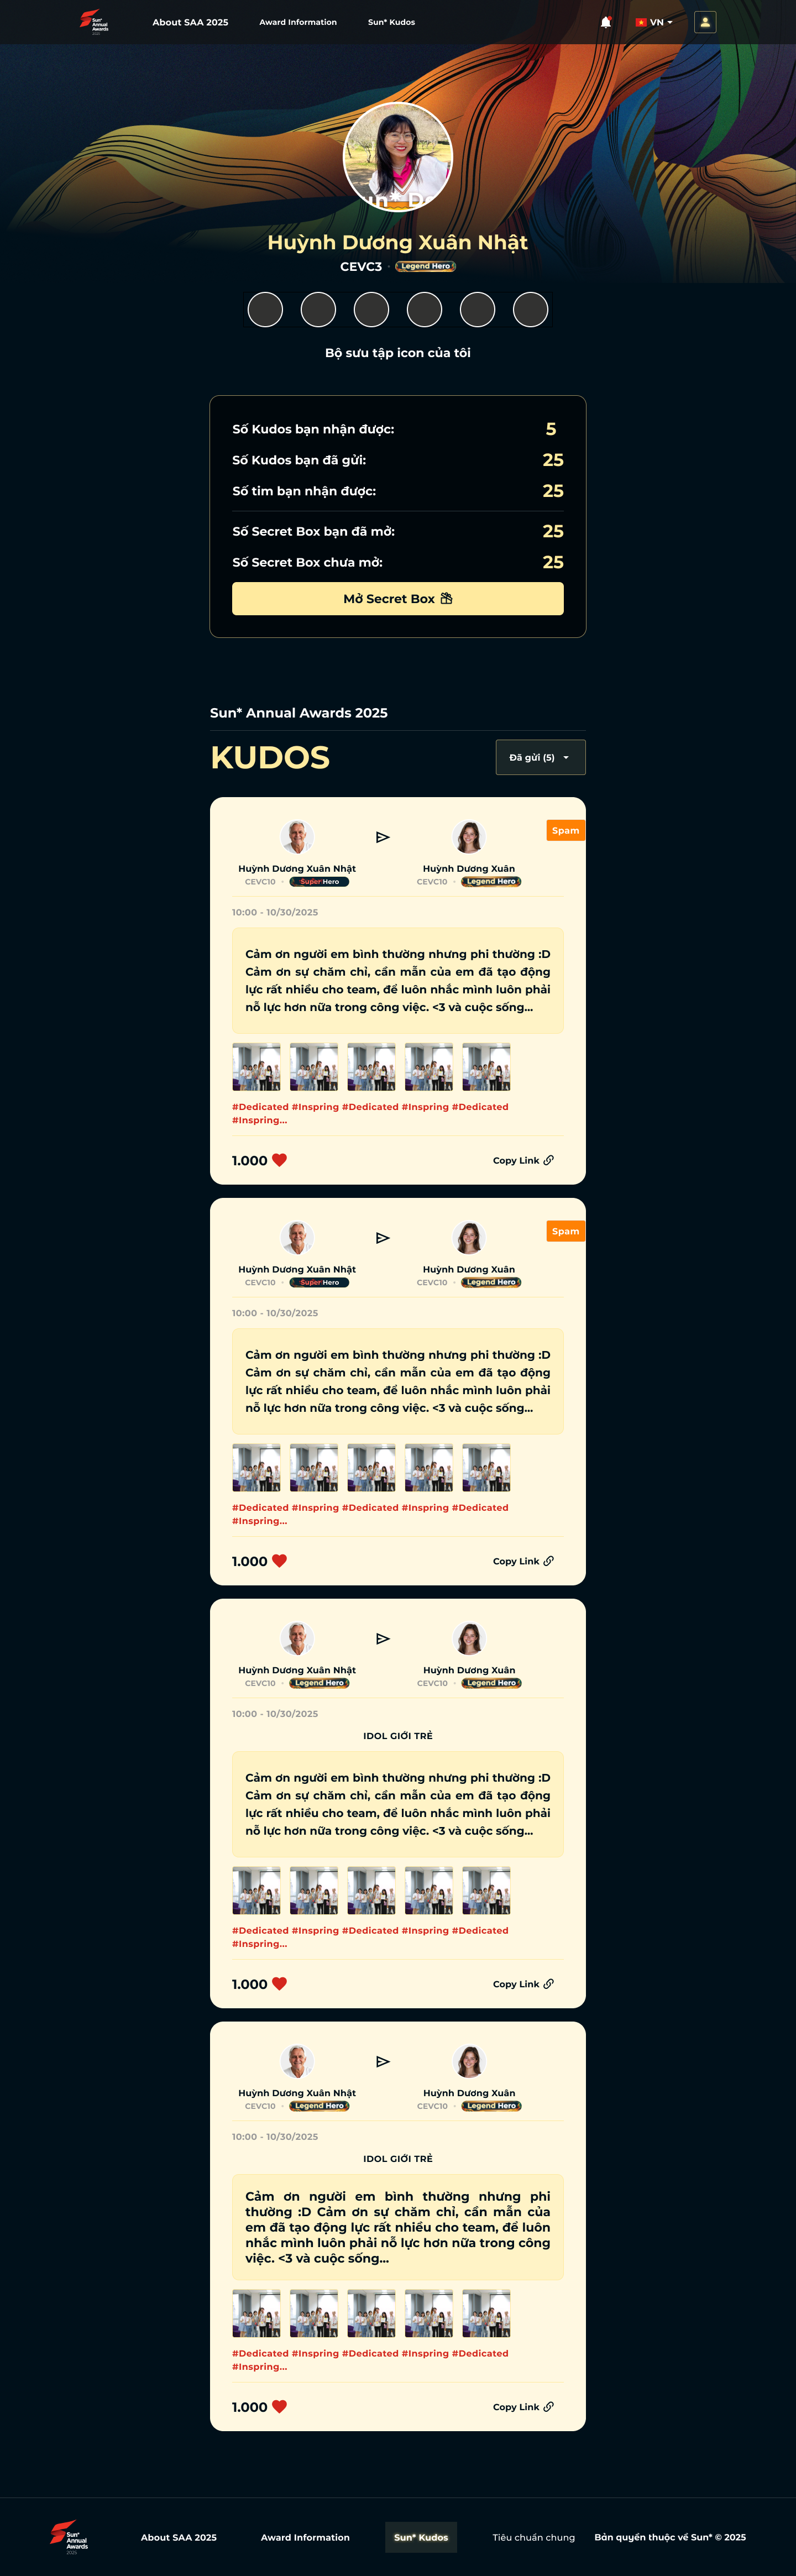 Sun*
Annual
Awards
2025
About SAA 2025
Award Information
Sun* Kudos
VN
Huỳnh Dương Xuân Nhật
CEVC3
Legend Hero
Bộ sưu tập icon của tôi
Số Kudos bạn nhận được:
5
Số Kudos bạn đã gửi:
25
Số tim bạn nhận được:
25
Số Secret Box bạn đã mở:
25
Số Secret Box chưa mở:
25
Mở Secret Box
Sun* Annual Awards 2025
KUDOS
Đã gửi (5)
Spam
Huỳnh Dương Xuân Nhật
CEVC10
Super Hero
Huỳnh Dương Xuân
CEVC10
Legend Hero
10:00 - 10/30/2025
Cảm ơn người em bình thường nhưng phi thường :D
Cảm ơn sự chăm chỉ, cần mẫn của em đã tạo động
lực rất nhiều cho team, để luôn nhắc mình luôn phải
nỗ lực hơn nữa trong công việc. <3 và cuộc sống...
#Dedicated #Inspring #Dedicated #Inspring #Dedicated
#Inspring...
1.000
Copy Link
Spam
Huỳnh Dương Xuân Nhật
CEVC10
Super Hero
Huỳnh Dương Xuân
CEVC10
Legend Hero
10:00 - 10/30/2025
Cảm ơn người em bình thường nhưng phi thường :D
Cảm ơn sự chăm chỉ, cần mẫn của em đã tạo động
lực rất nhiều cho team, để luôn nhắc mình luôn phải
nỗ lực hơn nữa trong công việc. <3 và cuộc sống...
#Dedicated #Inspring #Dedicated #Inspring #Dedicated
#Inspring...
1.000
Copy Link
Huỳnh Dương Xuân Nhật
CEVC10
Legend Hero
Huỳnh Dương Xuân
CEVC10
Legend Hero
10:00 - 10/30/2025
IDOL GIỚI TRẺ
Cảm ơn người em bình thường nhưng phi thường :D
Cảm ơn sự chăm chỉ, cần mẫn của em đã tạo động
lực rất nhiều cho team, để luôn nhắc mình luôn phải
nỗ lực hơn nữa trong công việc. <3 và cuộc sống...
#Dedicated #Inspring #Dedicated #Inspring #Dedicated
#Inspring...
1.000
Copy Link
Huỳnh Dương Xuân Nhật
CEVC10
Legend Hero
Huỳnh Dương Xuân
CEVC10
Legend Hero
10:00 - 10/30/2025
IDOL GIỚI TRẺ
Cảm ơn người em bình thường nhưng phi
thường :D Cảm ơn sự chăm chỉ, cần mẫn của
em đã tạo động lực rất nhiều cho team, để luôn
nhắc mình luôn phải nỗ lực hơn nữa trong công
việc. <3 và cuộc sống...
#Dedicated #Inspring #Dedicated #Inspring #Dedicated
#Inspring...
1.000
Copy Link
Sun*
Annual
Awards
2025
About SAA 2025
Award Information
Sun* Kudos
Tiêu chuẩn chung
Bản quyền thuộc về Sun* © 2025